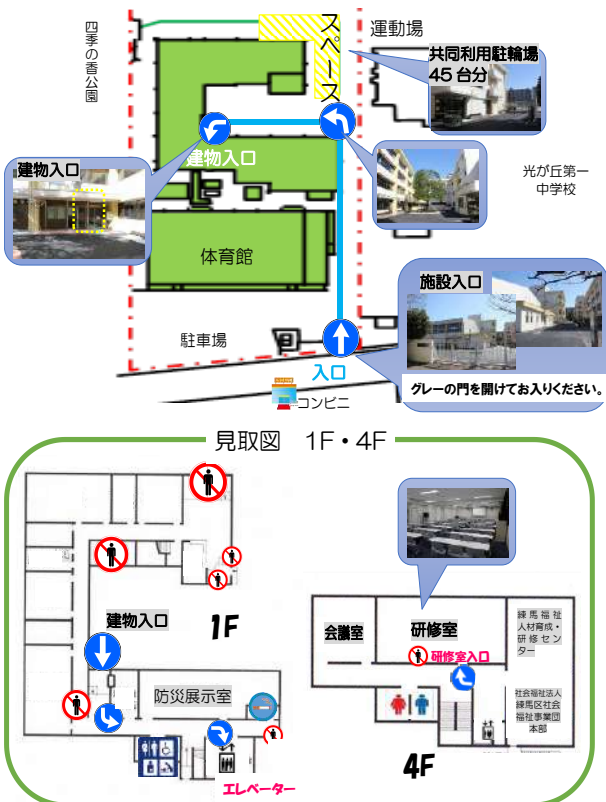 四季の香公園
スペース
運動場
共同利用駐輪場
45台分
建物入口
建物入口
光が丘第一
中学校
体育館
施設入口
駐車場
入口
グレーの門を開けてお入りください。
コンビニ
見取図　1F・4F
建物入口
1F
防災展示室
エレベーター
会議室
研修室
研修室入口
練馬福祉
人材育成・
研修セン
ター
社会福祉法人
練馬区社会
福祉事業団
本部
4F